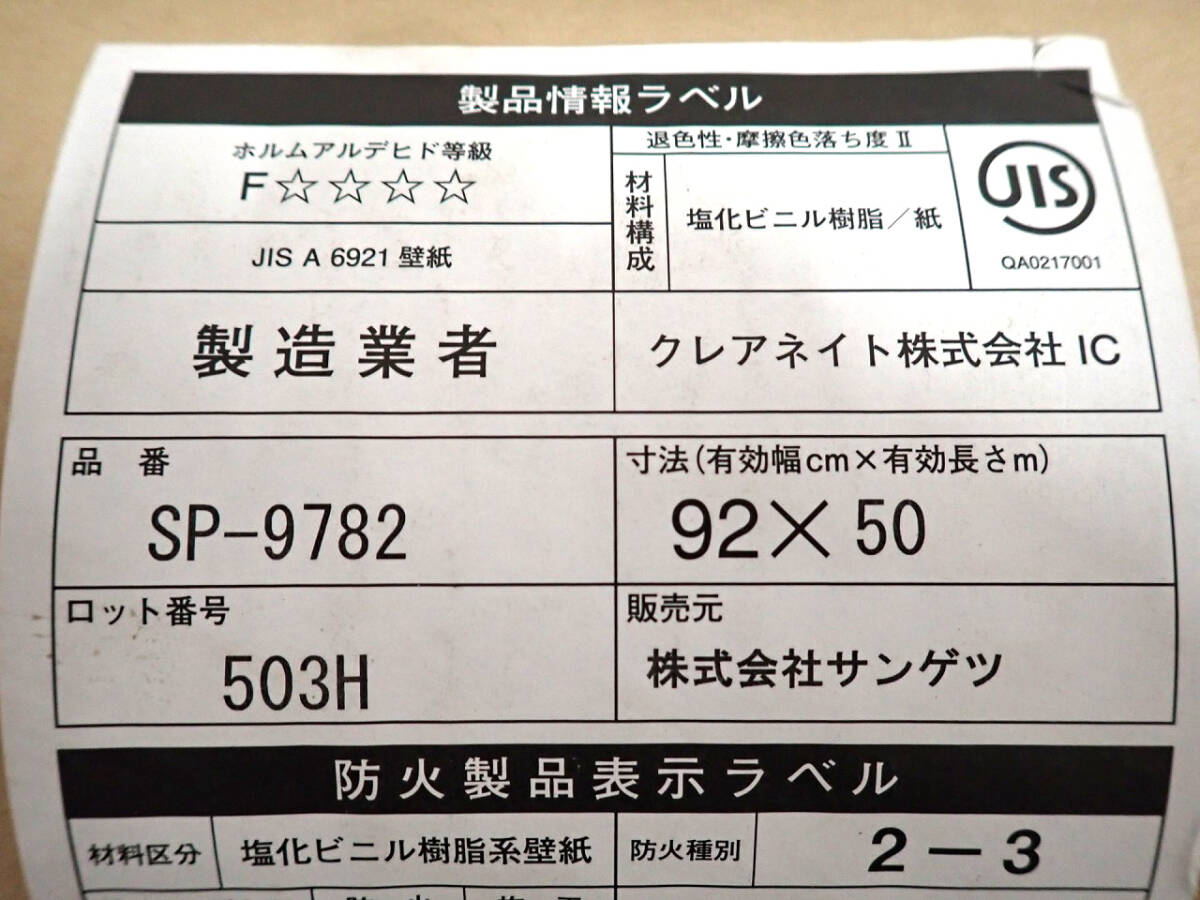 製品情報ラベル
ホルムアルデヒド等級
F☆☆☆☆
JIS A 6921 壁紙
退色性・摩擦色落ち度 II
材料構成
塩化ビニル樹脂／紙
JIS
QA0217001
製造業者
クレアネイト株式会社 IC
品番
SP-9782
寸法(有効幅cm×有効長さm)
92×50
ロット番号
503H
販売元
株式会社サンゲツ
防火製品表示ラベル
材料区分
塩化ビニル樹脂系壁紙
防火種別
2－3